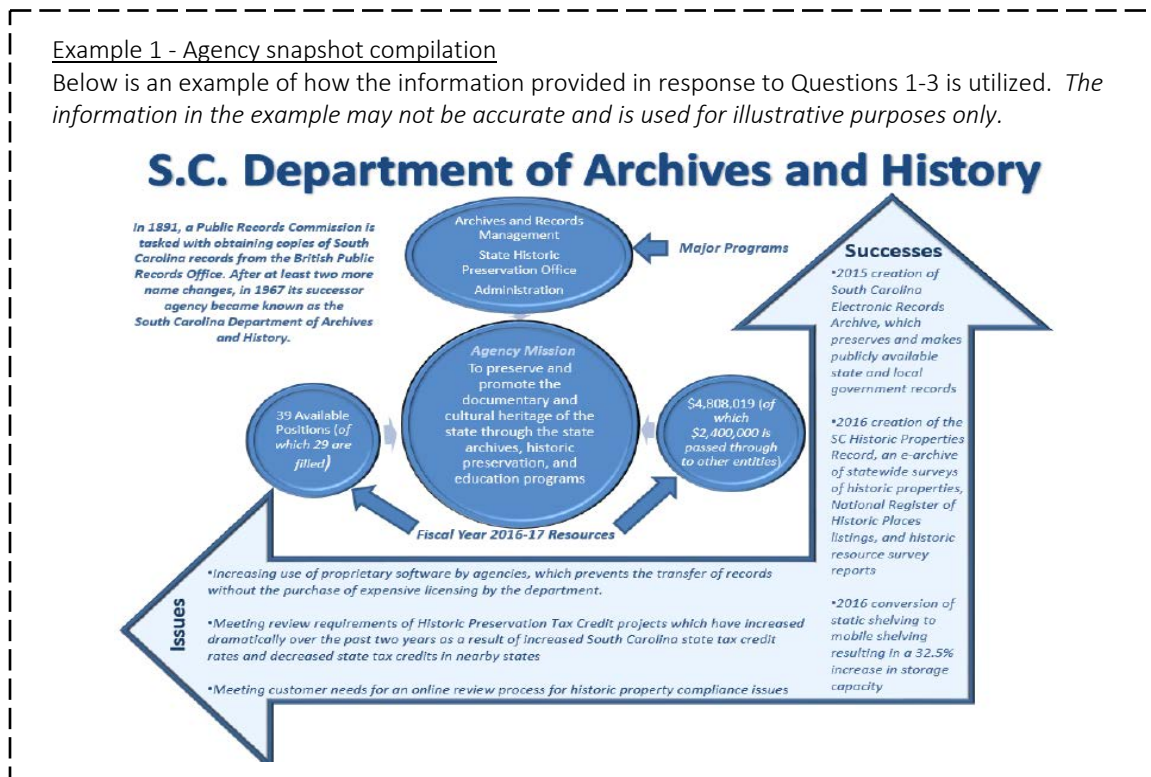 Example 1 - Agency snapshot compilation
Below is an example of how the information provided in response to Questions 1-3 is utilized. The
information in the example may not be accurate and is used for illustrative purposes only.
S.C. Department of Archives and History
In 1891, a Public Records Commission is
tasked with obtaining copies of South
Carolina records from the British Public
Records Office. After at least two more
name changes, in 1967 its successor
agency became known as the
South Carolina Department of Archives
and History.
Archives and Records
Management
State Historic
Preservation Office
Administration
Major Programs
Agency Mission
To preserve and
promote the
documentary and
cultural heritage of the
state through the state
archives, historic
preservation, and
education programs
39 Available
Positions (of
which 29 are
filled)
$4,808,019 (of
which
$2,400,000 is
passed through
to other entities)
Fiscal Year 2016-17 Resources
Successes
•2015 creation of
South Carolina
Electronic Records
Archive, which
preserves and makes
publicly available
state and local
government records
•2016 creation of the
SC Historic Properties
Record, an e-archive
of statewide surveys
of historic properties,
National Register of
Historic Places
listings, and historic
resource survey
reports
•2016 conversion of
static shelving to
mobile shelving
resulting in a 32.5%
increase in storage
capacity
Issues
•Increasing use of proprietary software by agencies, which prevents the transfer of records
without the purchase of expensive licensing by the department.
•Meeting review requirements of Historic Preservation Tax Credit projects which have increased
dramatically over the past two years as a result of increased South Carolina state tax credit
rates and decreased state tax credits in nearby states
•Meeting customer needs for an online review process for historic property compliance issues